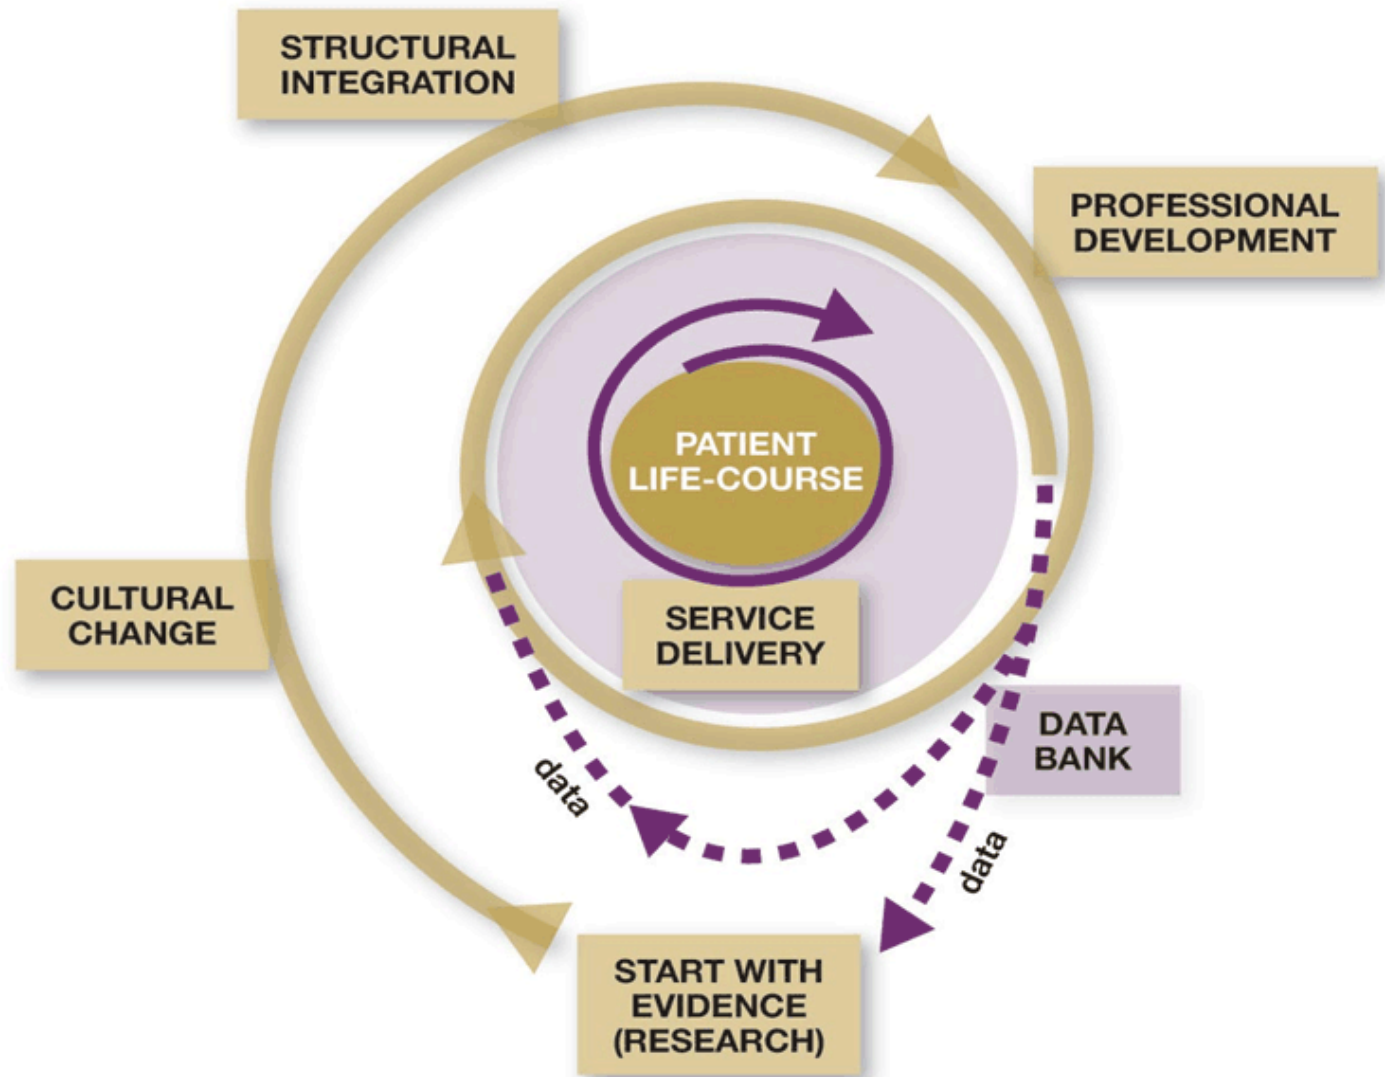 STRUCTURAL
INTEGRATION
PROFESSIONAL
DEVELOPMENT
PATIENT
LIFE-COURSE
CULTURAL
CHANGE
SERVICE
DELIVERY
DATA
BANK
data
data
START WITH
EVIDENCE
(RESEARCH)